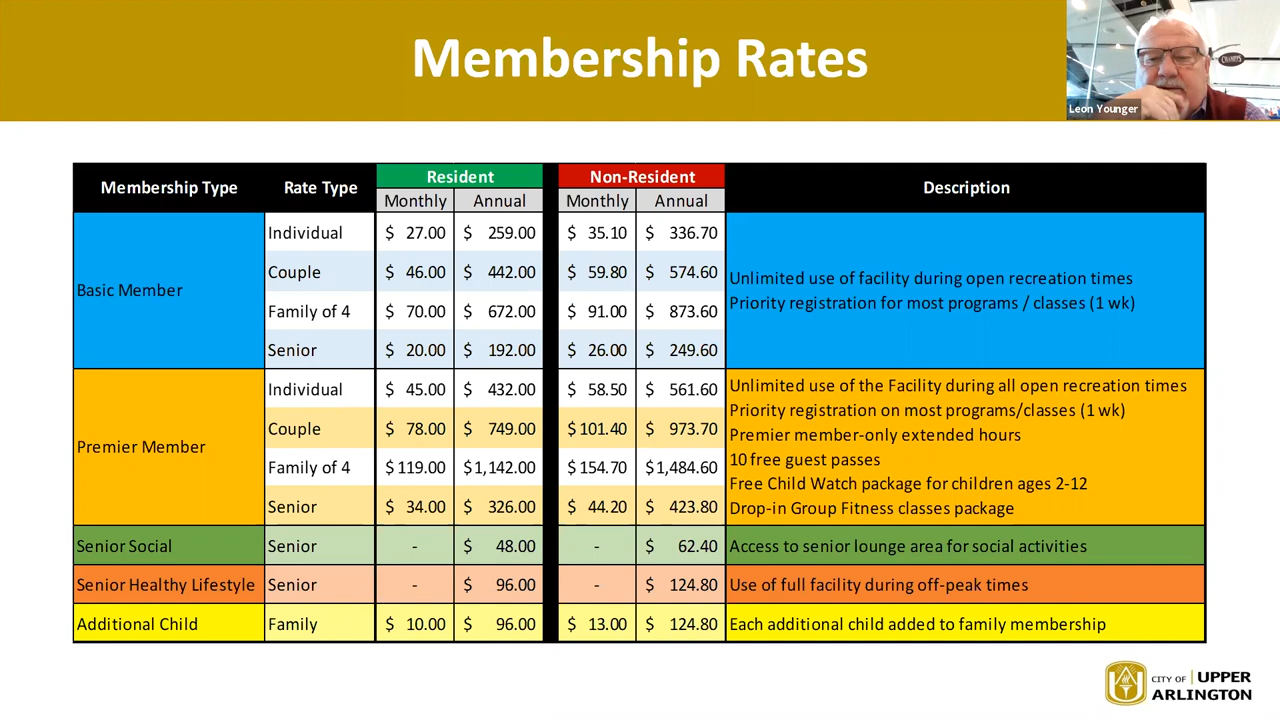 Membership Rates
CHAMPS
Leon Younger
Membership Type Rate Type Resident Non-Resident Description
Monthly Annual Monthly Annual
Basic Member
Individual $ 27.00 $ 259.00 $ 35.10 $ 336.70
Couple $ 46.00 $ 442.00 $ 59.80 $ 574.60
Family of 4 $ 70.00 $ 672.00 $ 91.00 $ 873.60
Senior $ 20.00 $ 192.00 $ 26.00 $ 249.60
Unlimited use of facility during open recreation times
Priority registration for most programs / classes (1 wk)
Premier Member
Individual $ 45.00 $ 432.00 $ 58.50 $ 561.60
Couple $ 78.00 $ 749.00 $ 101.40 $ 973.70
Family of 4 $ 119.00 $ 1,142.00 $ 154.70 $ 1,484.60
Senior $ 34.00 $ 326.00 $ 44.20 $ 423.80
Unlimited use of the Facility during all open recreation times
Priority registration on most programs/classes (1 wk)
Premier member-only extended hours
10 free guest passes
Free Child Watch package for children ages 2-12
Drop-in Group Fitness classes package
Senior Social Senior - $ 48.00 - $ 62.40 Access to senior lounge area for social activities
Senior Healthy Lifestyle Senior - $ 96.00 - $ 124.80 Use of full facility during off-peak times
Additional Child Family $ 10.00 $ 96.00 $ 13.00 $ 124.80 Each additional child added to family membership
CITY OF UPPER
ARLINGTON